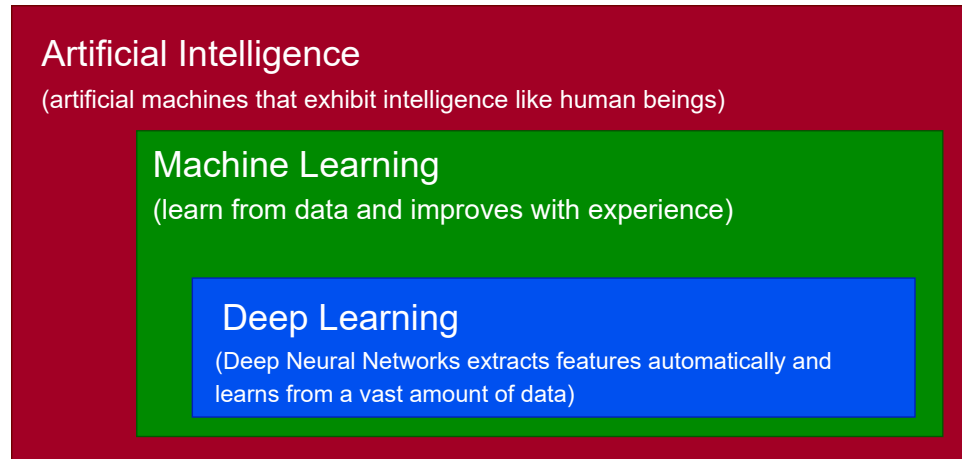 Artificial Intelligence
(artificial machines that exhibit intelligence like human beings)
Machine Learning
(learn from data and improves with experience)
Deep Learning
(Deep Neural Networks extracts features automatically and
learns from a vast amount of data)